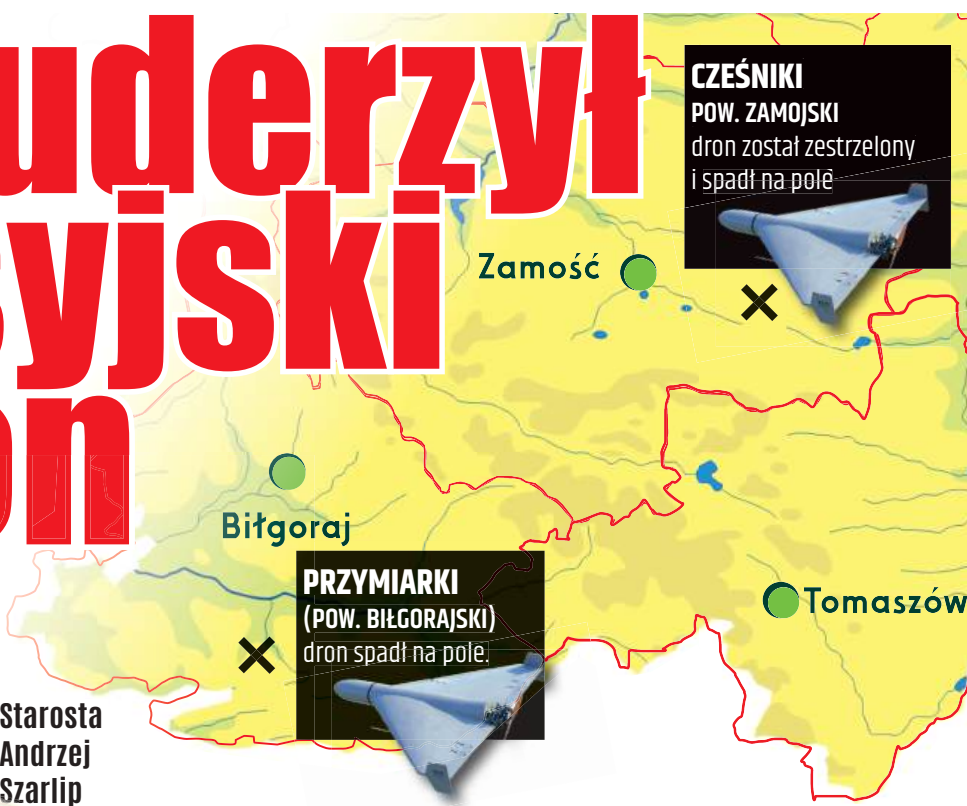 uderzył
syjski
on
CZEŚNIKI
POW. ZAMOJSKI
dron został zestrzelony
i spadł na pole
Zamość
Biłgoraj
PRZYMIARKI
(POW. BIŁGORAJSKI)
dron spadł na pole.
Tomaszów
Starosta
Andrzej
Szarlip